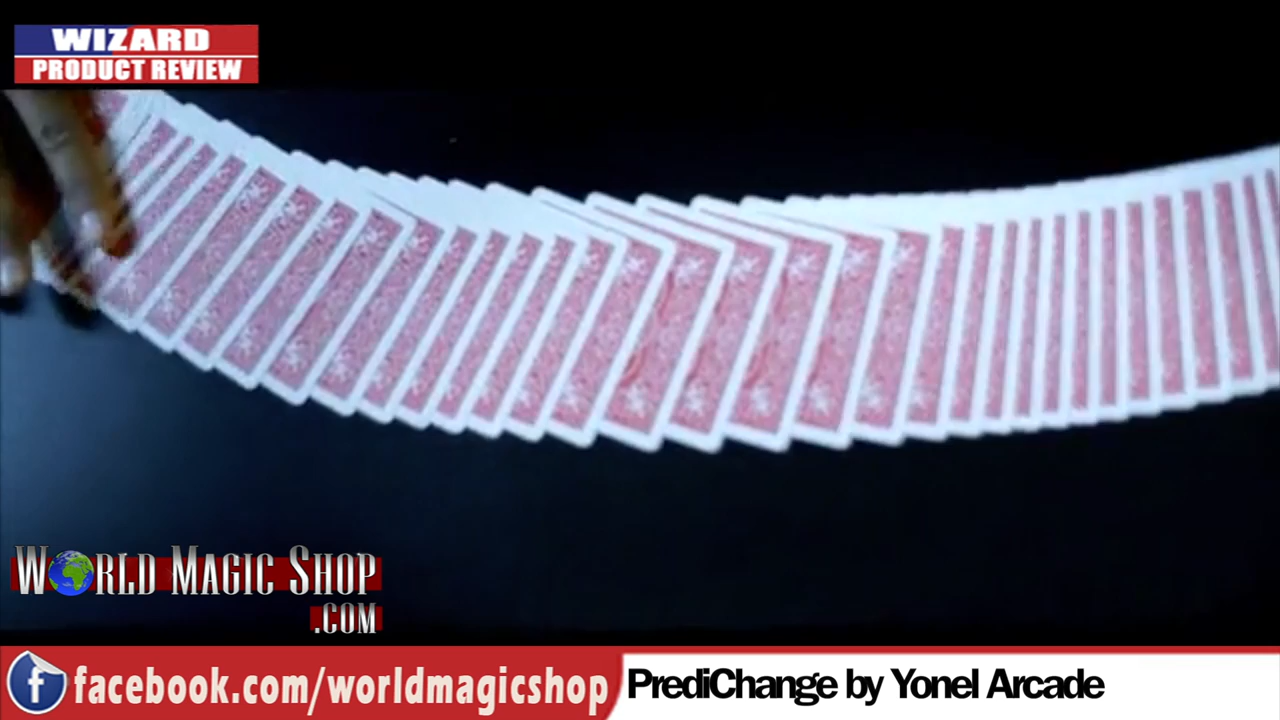 WIZARD
PRODUCT REVIEW
WORLD MAGIC SHOP
.COM
facebook.com/worldmagicshop
PrediChange by Yonel Arcade